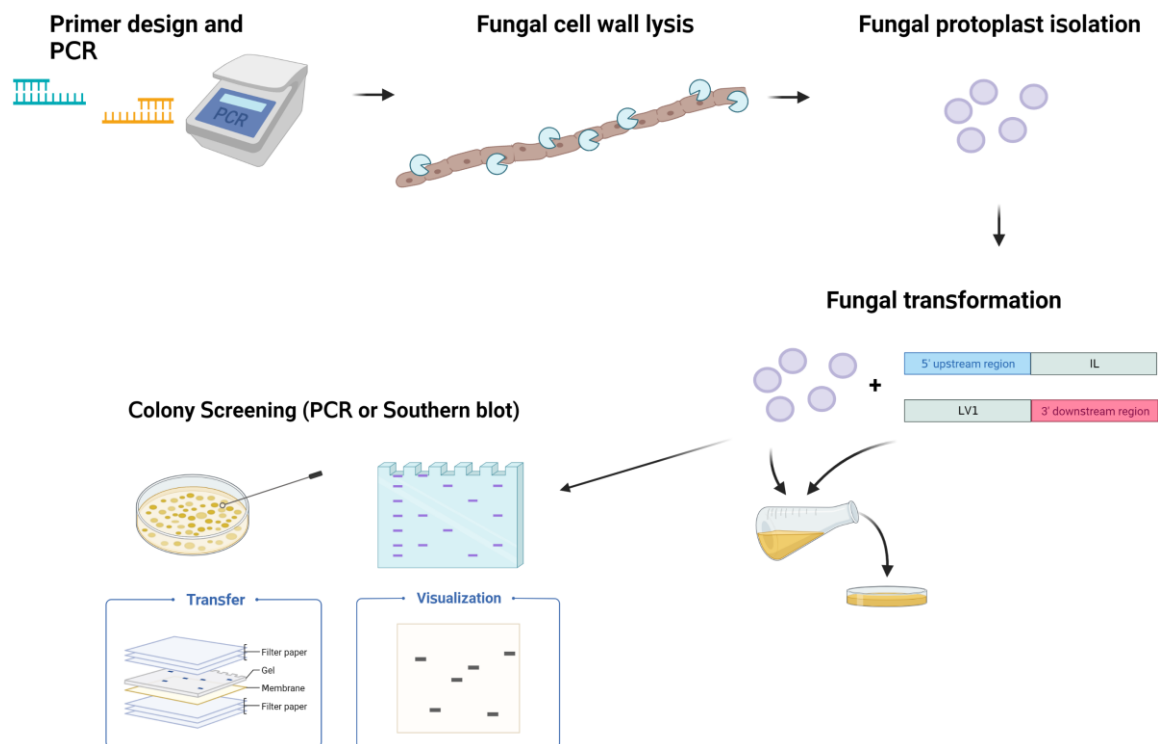 Primer design and
PCR
PCR
Fungal cell wall lysis
Fungal protoplast isolation
Fungal transformation
5' upstream region
IL
+
LV1
3' downstream region
Colony Screening (PCR or Southern blot)
Transfer
Filter paper
Gel
Membrane
Filter paper
Visualization